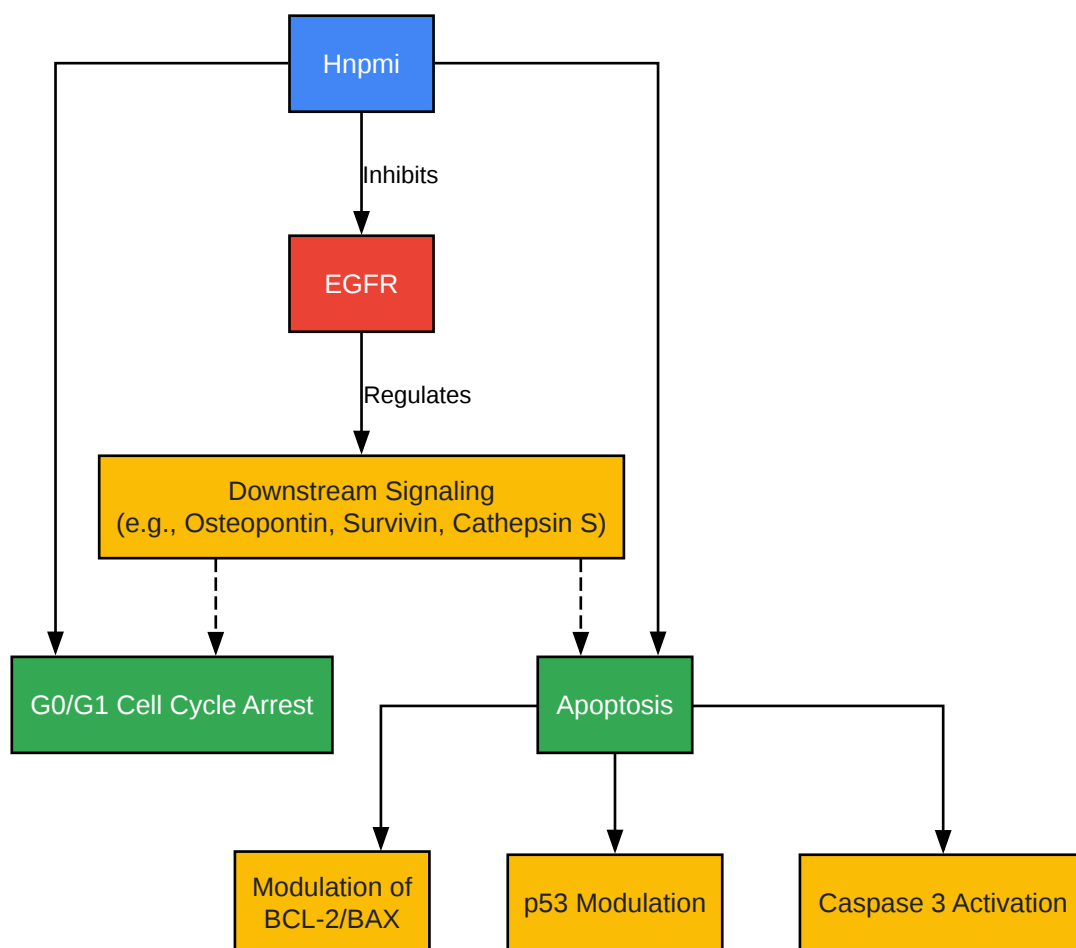 Hnpmi
Inhibits
EGFR
Regulates
Downstream Signaling
(e.g., Osteopontin, Survivin, Cathepsin S)
G0/G1 Cell Cycle Arrest
Apoptosis
Modulation of
BCL-2/BAX
p53 Modulation
Caspase 3 Activation